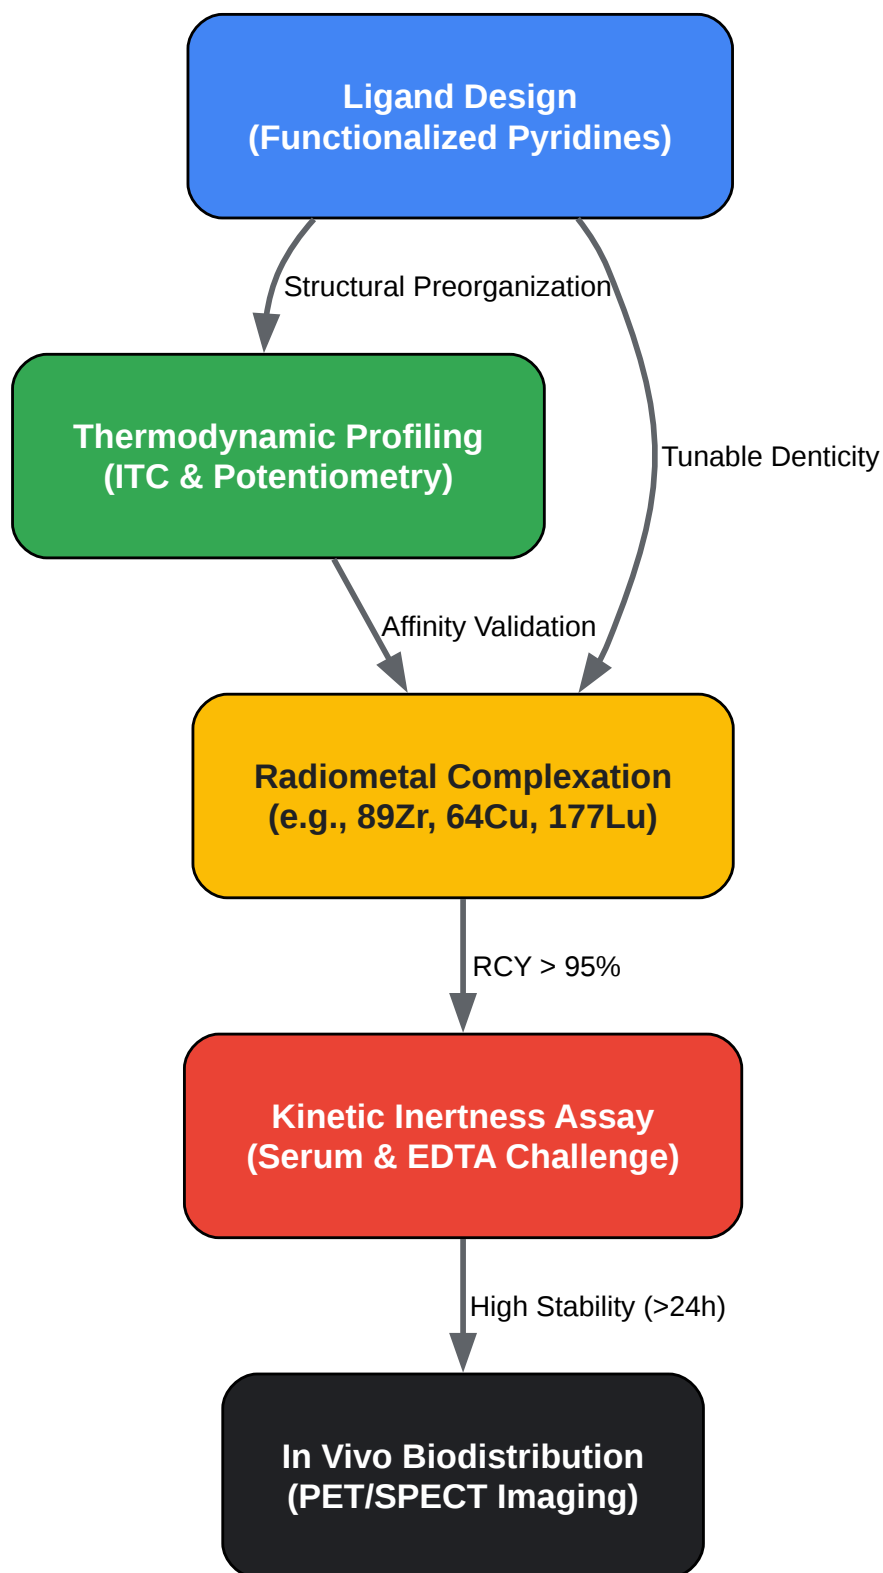 Ligand Design
(Functionalized Pyridines)
Structural Preorganization
Thermodynamic Profiling
(ITC & Potentiometry)
Tunable Denticity
Affinity Validation
Radiometal Complexation
(e.g., 89Zr, 64Cu, 177Lu)
RCY > 95%
Kinetic Inertness Assay
(Serum & EDTA Challenge)
High Stability (>24h)
In Vivo Biodistribution
(PET/SPECT Imaging)